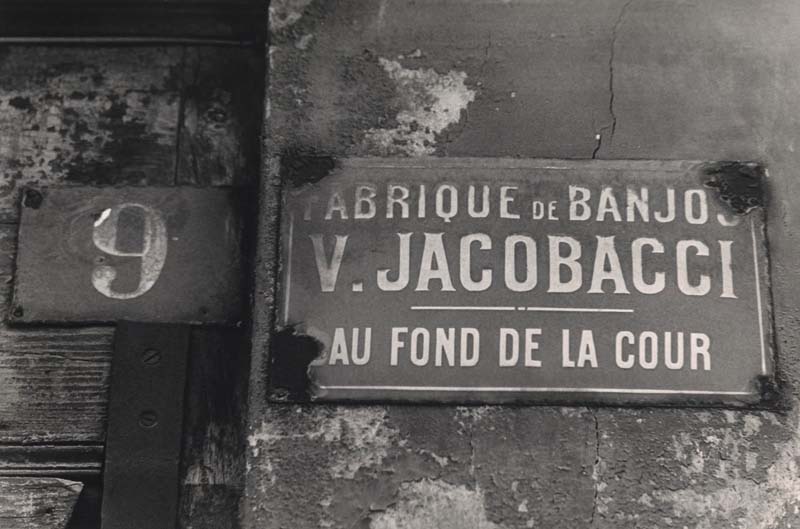 9
FABRIQUE DE BANJOS
V. JACOBACCI
AU FOND DE LA COUR